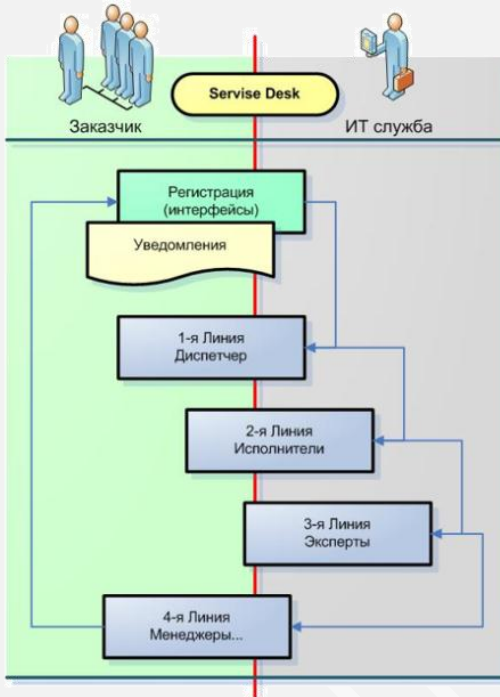 Servise Desk
Заказчик
ИТ служба
Регистрация
(интерфейсы)
Уведомления
1-я Линия
Диспетчер
2-я Линия
Исполнители
3-я Линия
Эксперты
4-я Линия
Менеджеры...